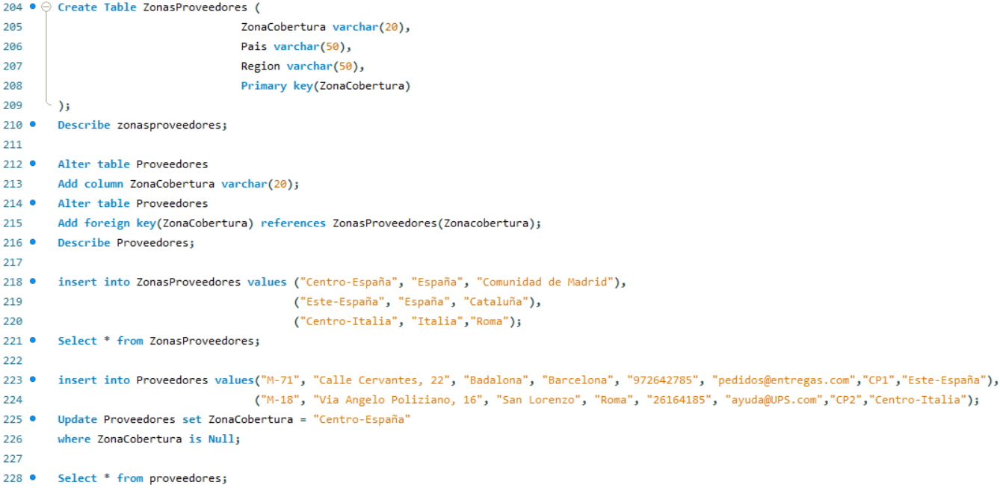 204 Create Table ZonasProveedores (
205 ZonaCobertura varchar(20),
206 Pais varchar(50),
207 Region varchar(50),
208 Primary key(ZonaCobertura)
209 );
210 Describe zonasproveedores;
211
212 Alter table Proveedores
213 Add column ZonaCobertura varchar(20);
214 Alter table Proveedores
215 Add foreign key(ZonaCobertura) references ZonasProveedores(Zonacobertura);
216 Describe Proveedores;
217
218 insert into ZonasProveedores values ("Centro-España", "España", "Comunidad de Madrid"),
219 ("Este-España", "España", "Cataluña"),
220 ("Centro-Italia", "Italia","Roma");
221 Select * from ZonasProveedores;
222
223 insert into Proveedores values("M-71", "Calle Cervantes, 22", "Badalona", "Barcelona", "972642785", "pedidos@entregas.com","CP1","Este-España"),
224 ("M-18", "Via Angelo Poliziano, 16", "San Lorenzo", "Roma", "26164185", "ayuda@UPS.com","CP2","Centro-Italia");
225 Update Proveedores set ZonaCobertura = "Centro-España"
226 where ZonaCobertura is Null;
227
228 Select * from proveedores;